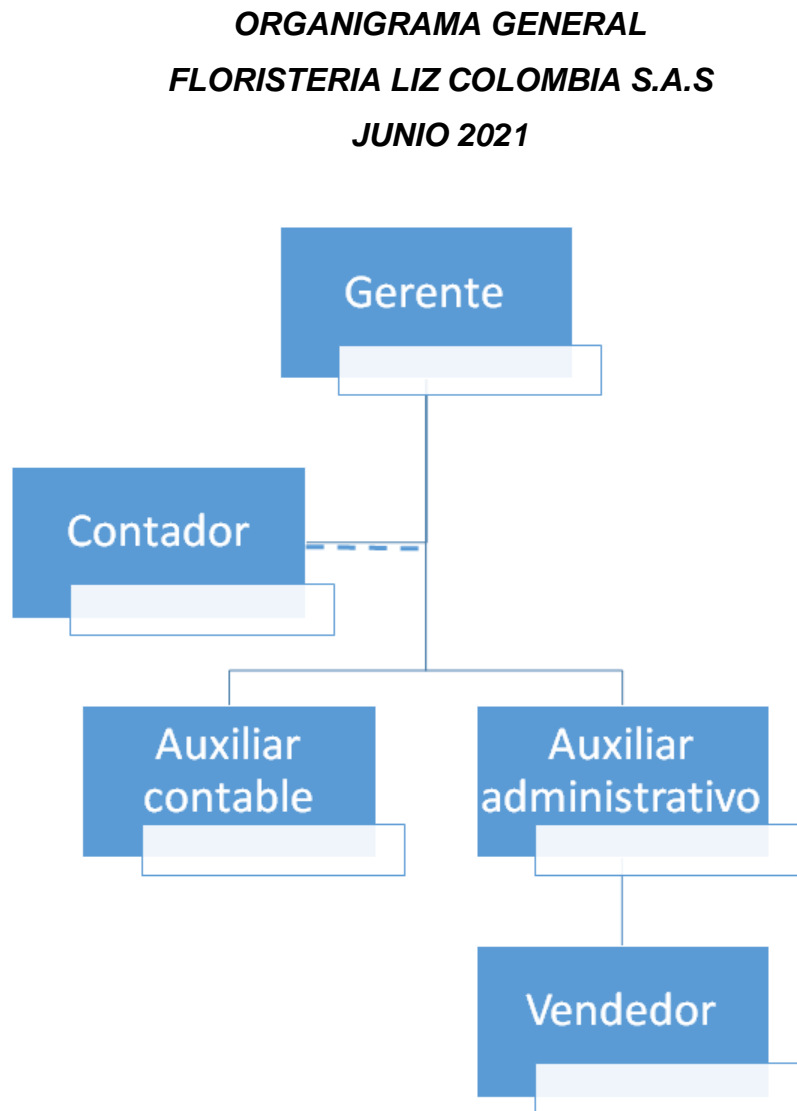 ORGANIGRAMA GENERAL
FLORISTERIA LIZ COLOMBIA S.A.S
JUNIO 2021
Gerente
Contador
Auxiliar
contable
Auxiliar
administrativo
Vendedor